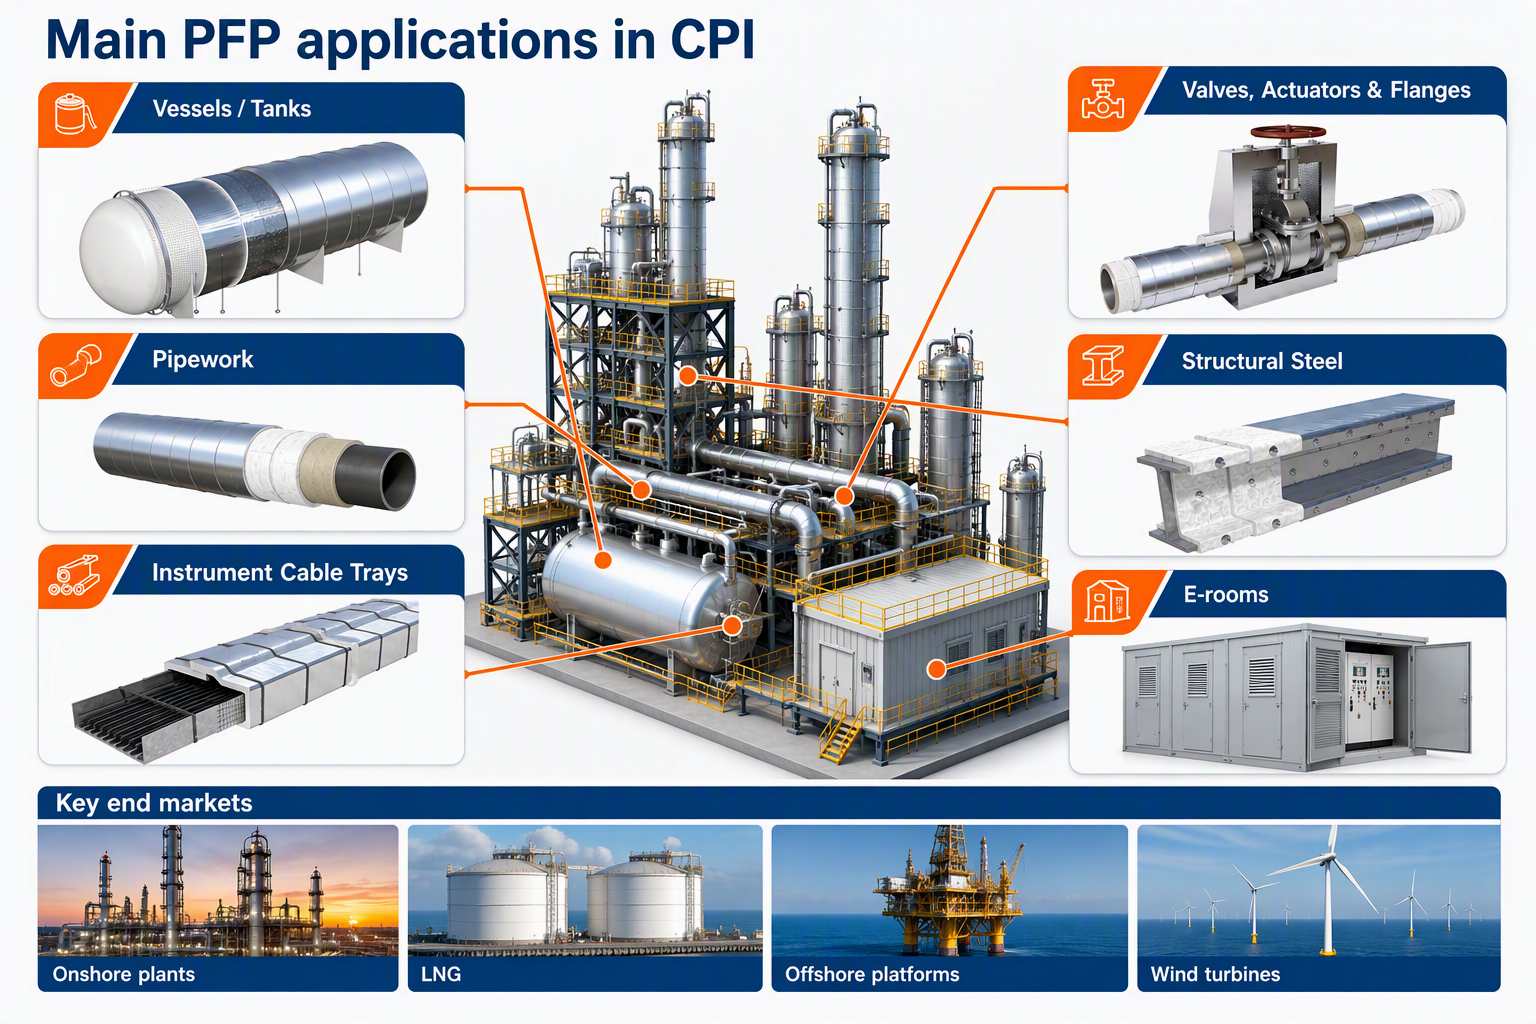 Main PFP applications in CPI
Vessels / Tanks
Valves, Actuators & Flanges
Pipework
Structural Steel
Instrument Cable Trays
E-rooms
Key end markets
Onshore plants
LNG
Offshore platforms
Wind turbines